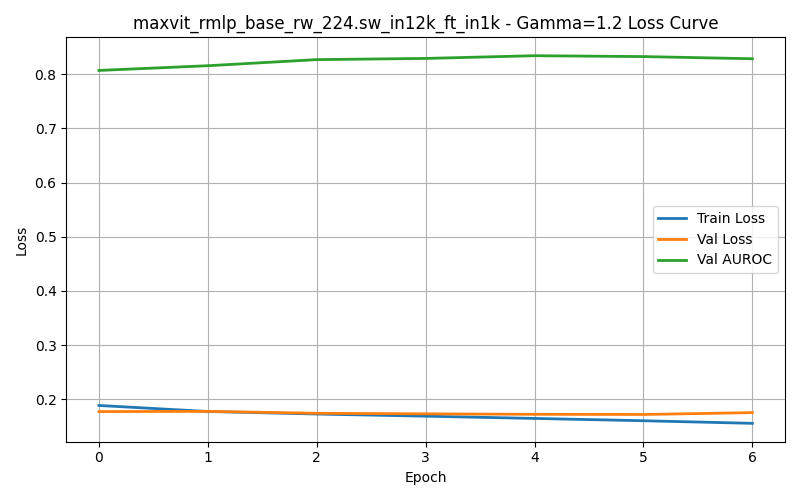 maxvit_rmlp_base_rw_224.sw_in12k_ft_in1k - Gamma=1.2 Loss Curve
0.8
0.7
0.6
0.5
0.4
0.3
0.2
Loss
Train Loss
Val Loss
Val AUROC
0 1 2 3 4 5 6
Epoch